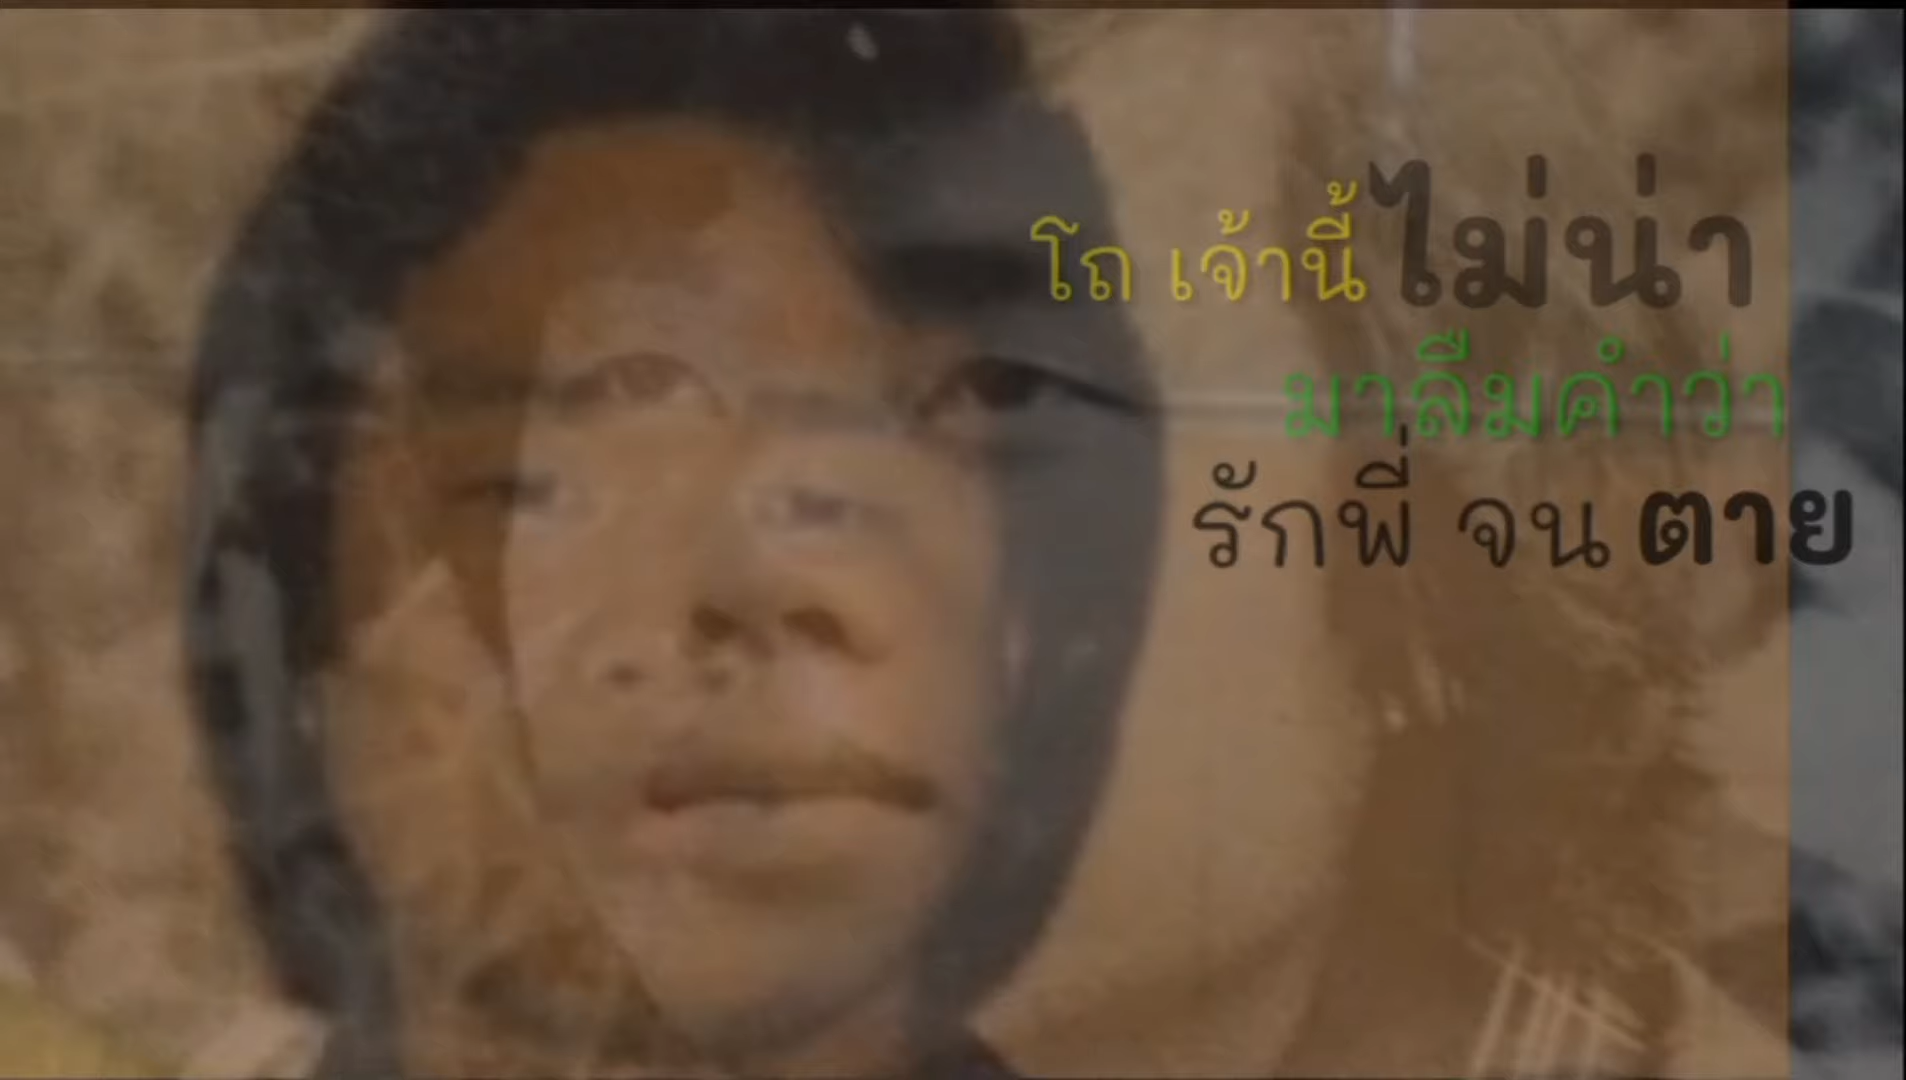 โถ เจ้านี้ไม่น่า
มาลืมคำว่า
รักพี่ จน ตาย